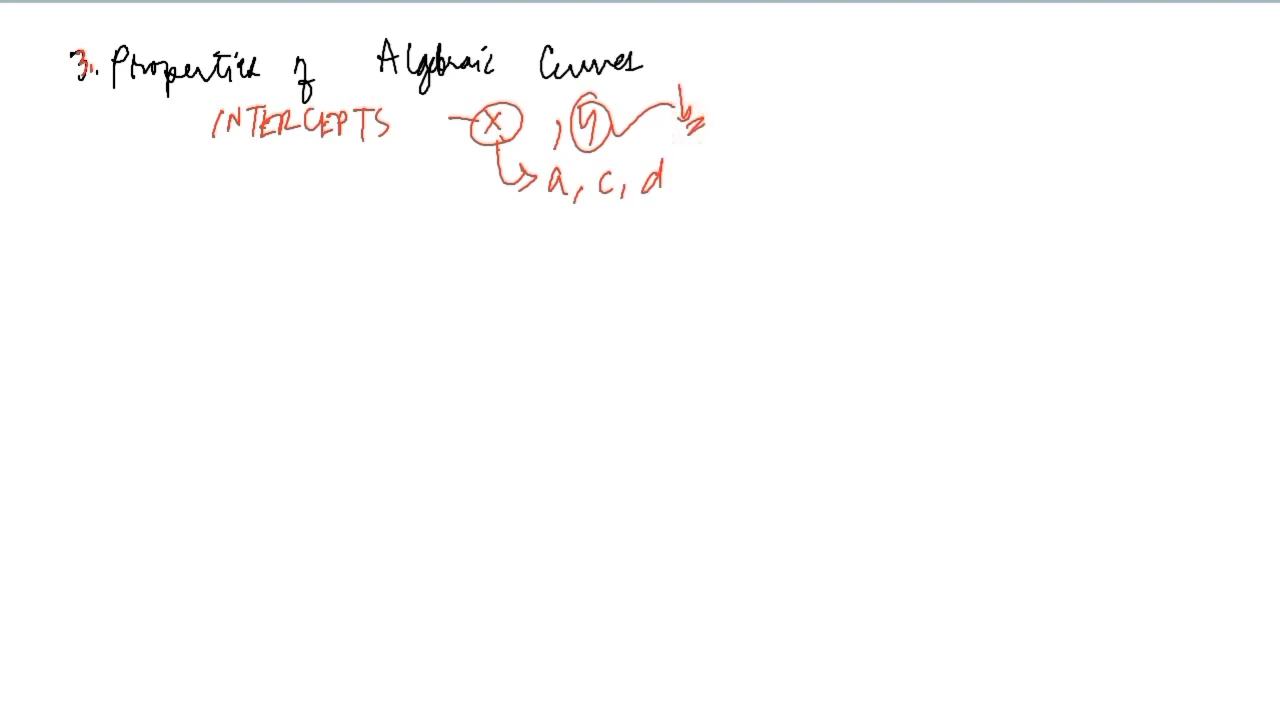 3. Properties of Algebraic Curves
INTERCEPTS - x , y
a, c, d